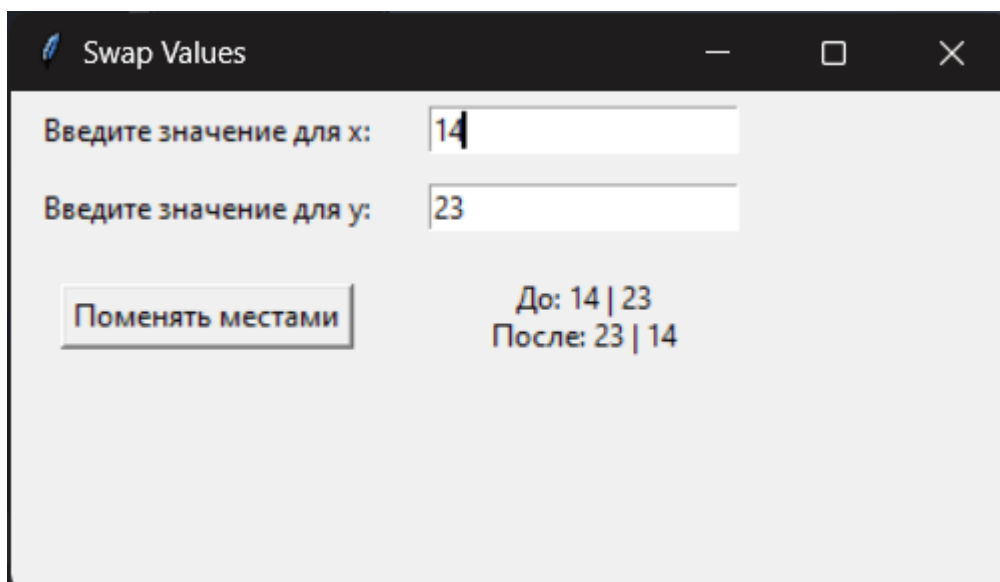 Swap Values
Введите значение для x: 14
Введите значение для y: 23
Поменять местами
До: 14 | 23
После: 23 | 14